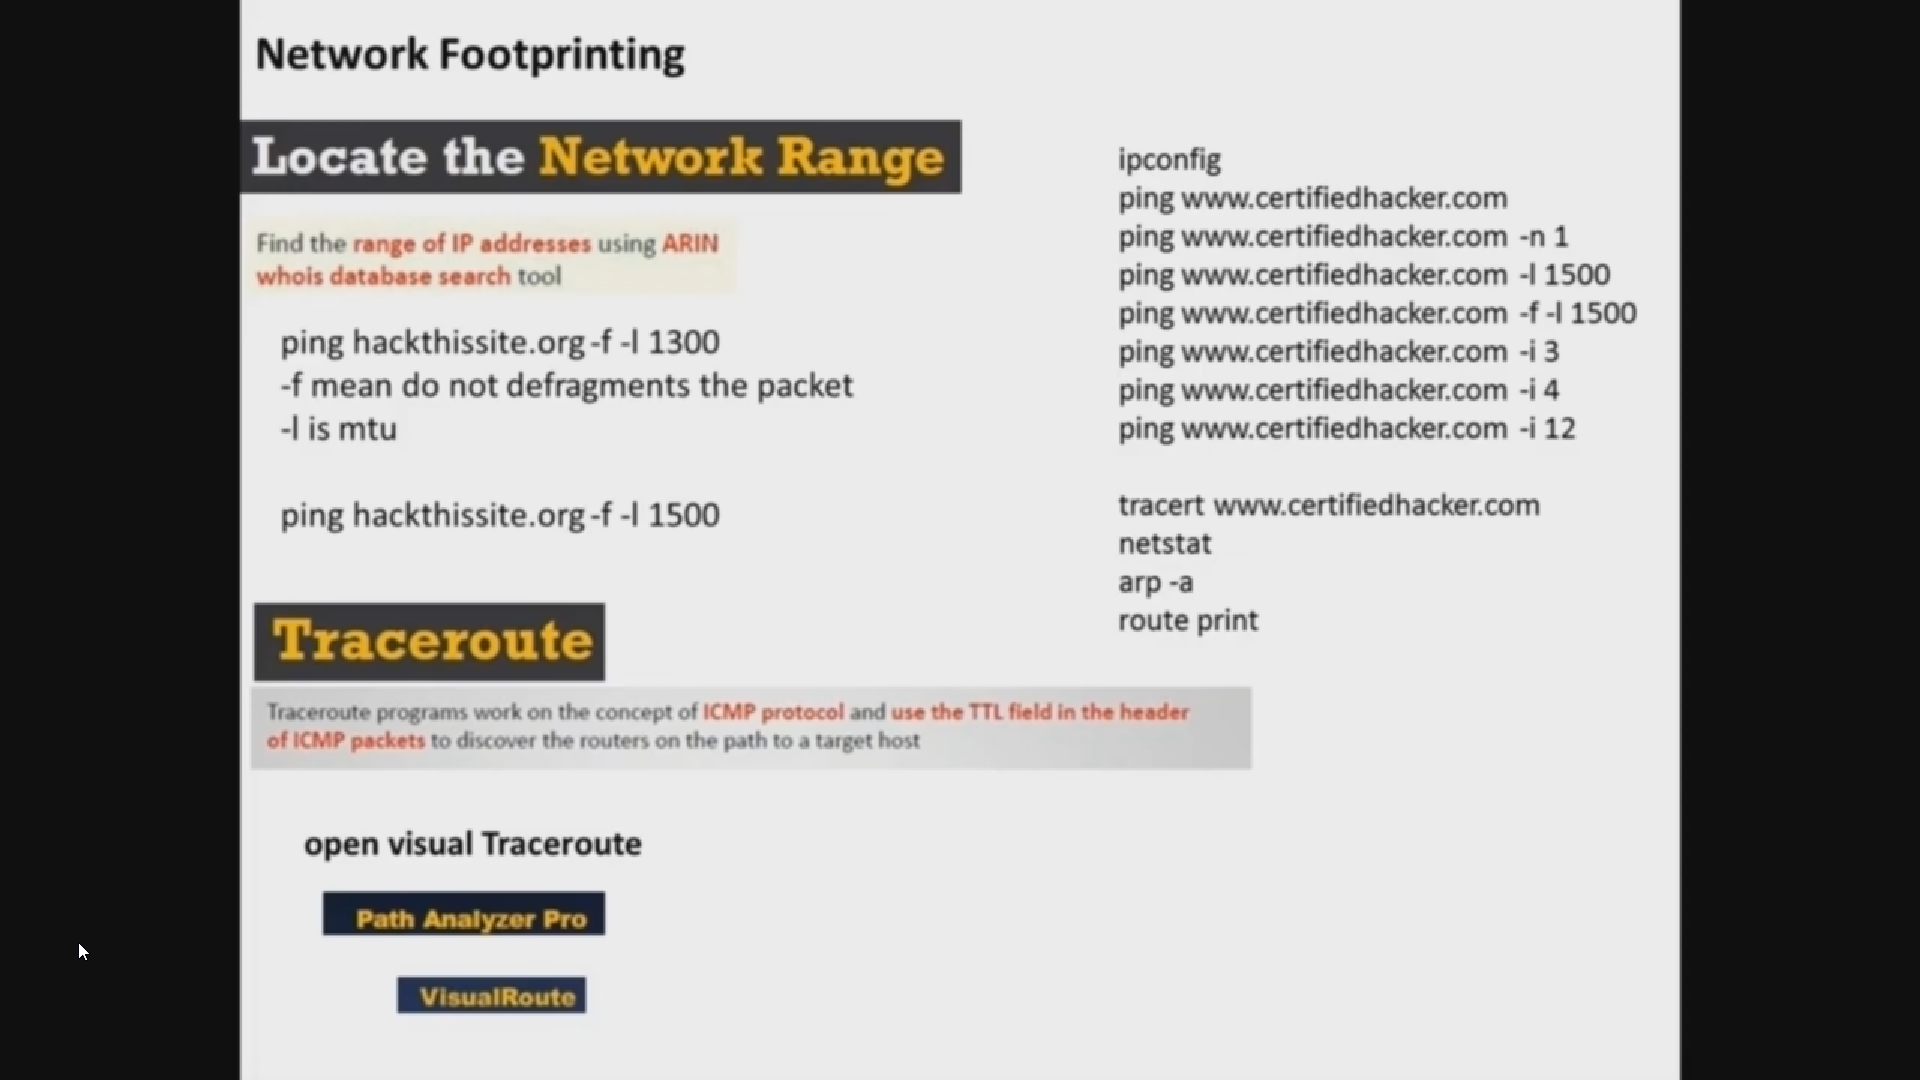 Network Footprinting
Locate the Network Range
Find the range of IP addresses using ARIN
whois database search tool
ping hackthissite.org -f -l 1300
-f mean do not defragments the packet
-l is mtu
ping hackthissite.org -f -l 1500
ipconfig
ping www.certifiedhacker.com
ping www.certifiedhacker.com -n 1
ping www.certifiedhacker.com -l 1500
ping www.certifiedhacker.com -f -l 1500
ping www.certifiedhacker.com -i 3
ping www.certifiedhacker.com -i 4
ping www.certifiedhacker.com -i 12
tracert www.certifiedhacker.com
netstat
arp -a
route print
Traceroute
Traceroute programs work on the concept of ICMP protocol and use the TTL field in the header
of ICMP packets to discover the routers on the path to a target host
open visual Traceroute
Path Analyzer Pro
VisualRoute